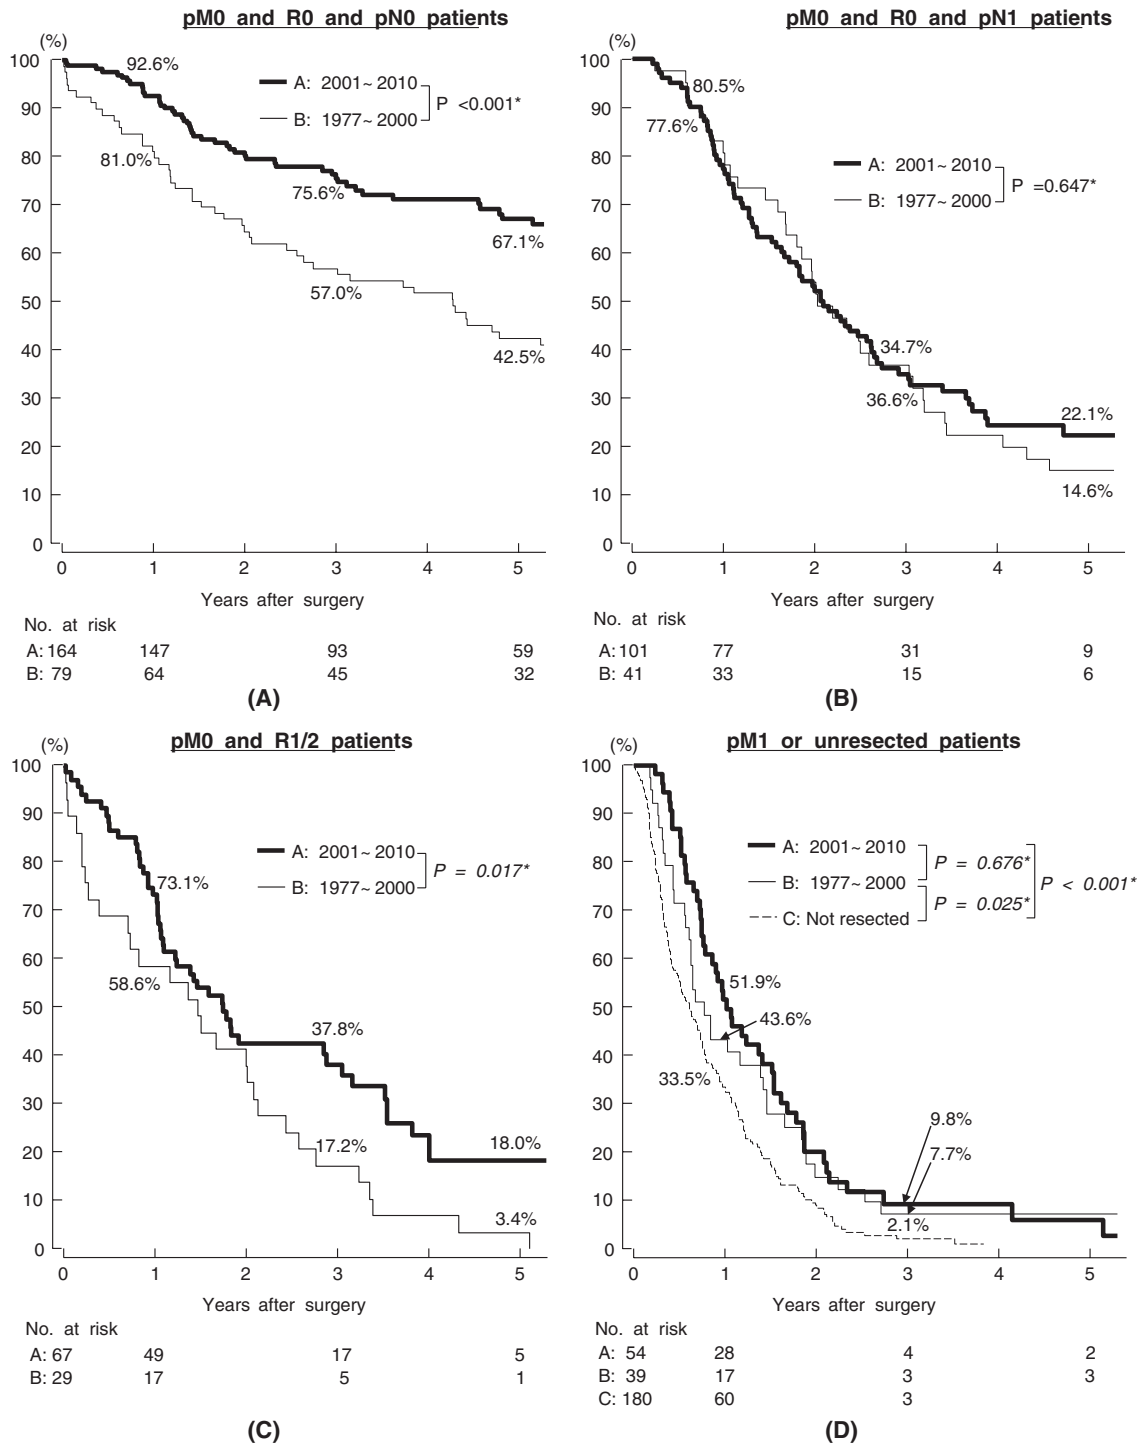 pM0 and R0 and pN0 patients
(%)
100
90
80
70
60
50
40
30
20
10
0
92.6%
81.0%
75.6%
57.0%
67.1%
42.5%
A: 2001~2010
B: 1977~2000
P <0.001*
0 1 2 3 4 5
Years after surgery
No. at risk
A: 164 147 93 59
B: 79 64 45 32
(A)
pM0 and R0 and pN1 patients
(%)
100
90
80
70
60
50
40
30
20
10
0
80.5%
77.6%
34.7%
36.6%
22.1%
14.6%
A: 2001~2010
B: 1977~2000
P =0.647*
0 1 2 3 4 5
Years after surgery
No. at risk
A: 101 77 31 9
B: 41 33 15 6
(B)
pM0 and R1/2 patients
(%)
100
90
80
70
60
50
40
30
20
10
0
73.1%
58.6%
37.8%
17.2%
18.0%
3.4%
A: 2001~2010
B: 1977~2000
P = 0.017*
0 1 2 3 4 5
Years after surgery
No. at risk
A: 67 49 17 5
B: 29 17 5 1
(C)
pM1 or unresected patients
(%)
100
90
80
70
60
50
40
30
20
10
0
A: 2001~2010
B: 1977~2000
C: Not resected
P = 0.676*
P = 0.025*
P < 0.001*
51.9%
43.6%
33.5%
9.8%
7.7%
2.1%
0 1 2 3 4 5
Years after surgery
No. at risk
A: 54 28 4 2
B: 39 17 3 3
C: 180 60 3
(D)